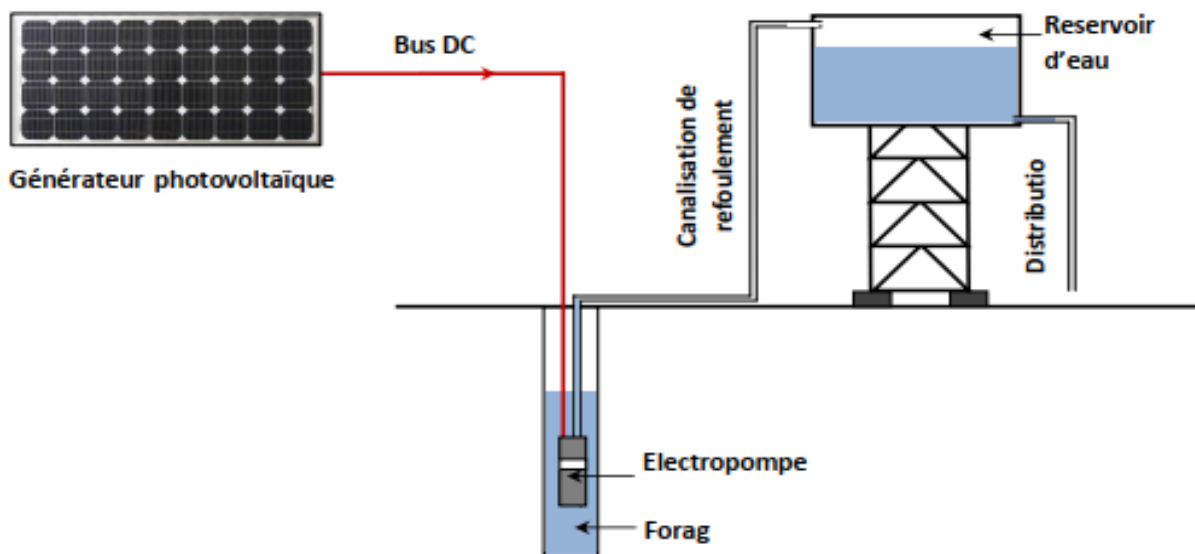 Bus DC
Reservoir
d'eau
Générateur photovoltaïque
Canalisation de
refoulement
Distributio
Electropompe
Forag